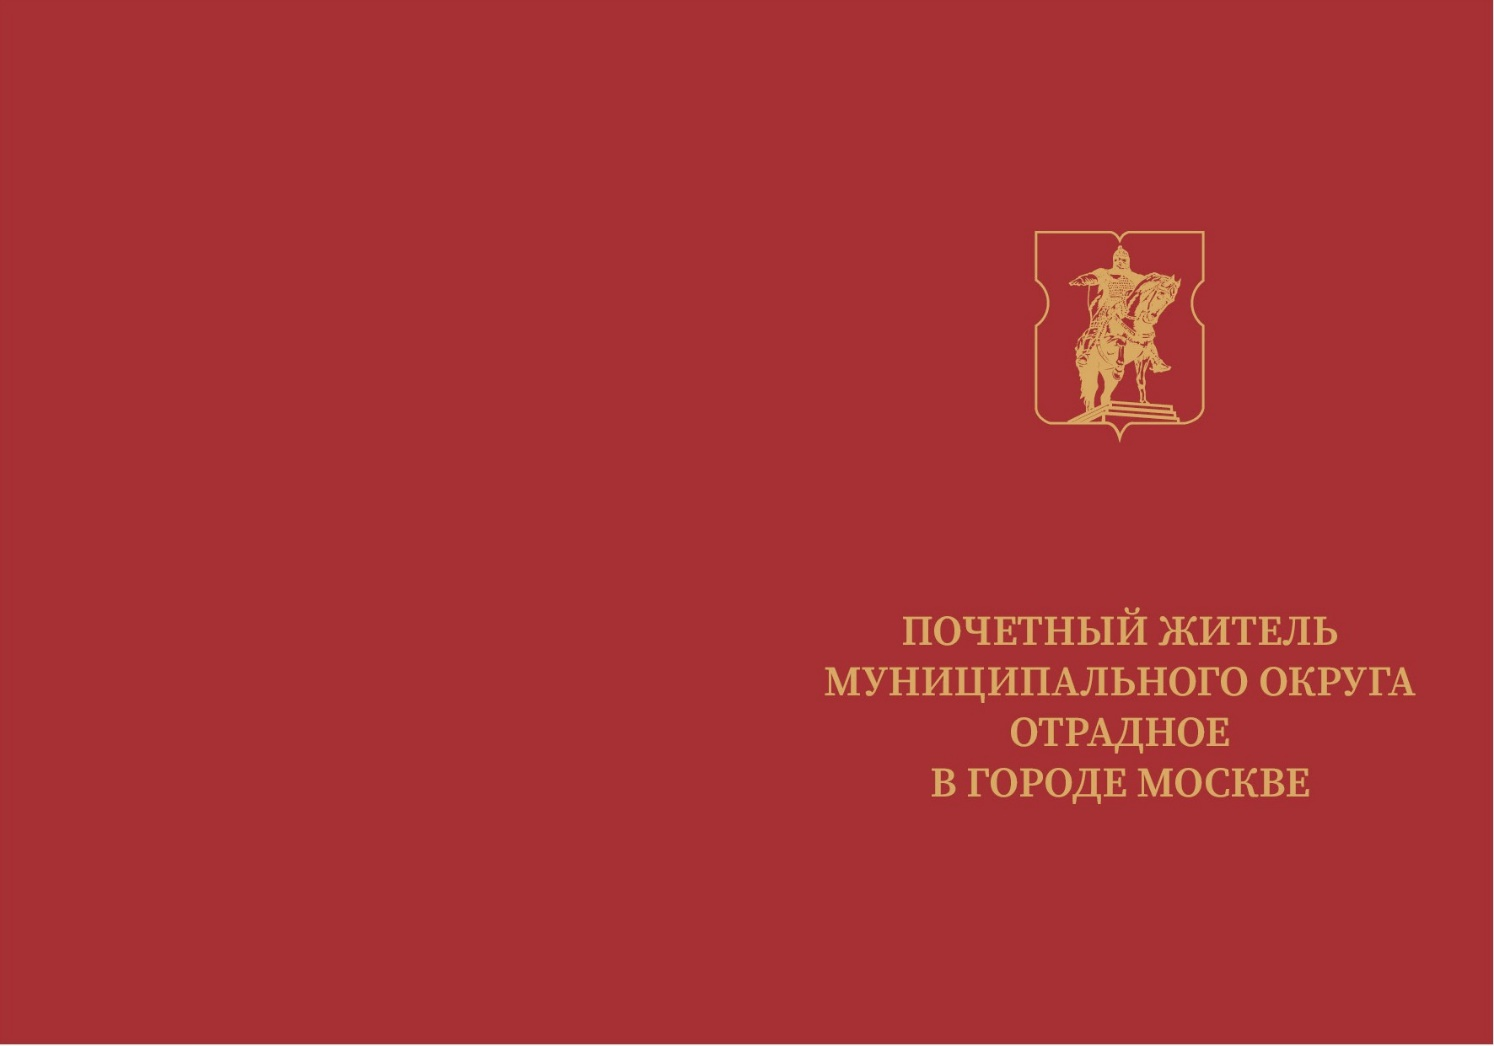 ПОЧЕТНЫЙ ЖИТЕЛЬ
МУНИЦИПАЛЬНОГО ОКРУГА
ОТРАДНОЕ
В ГОРОДЕ МОСКВЕ